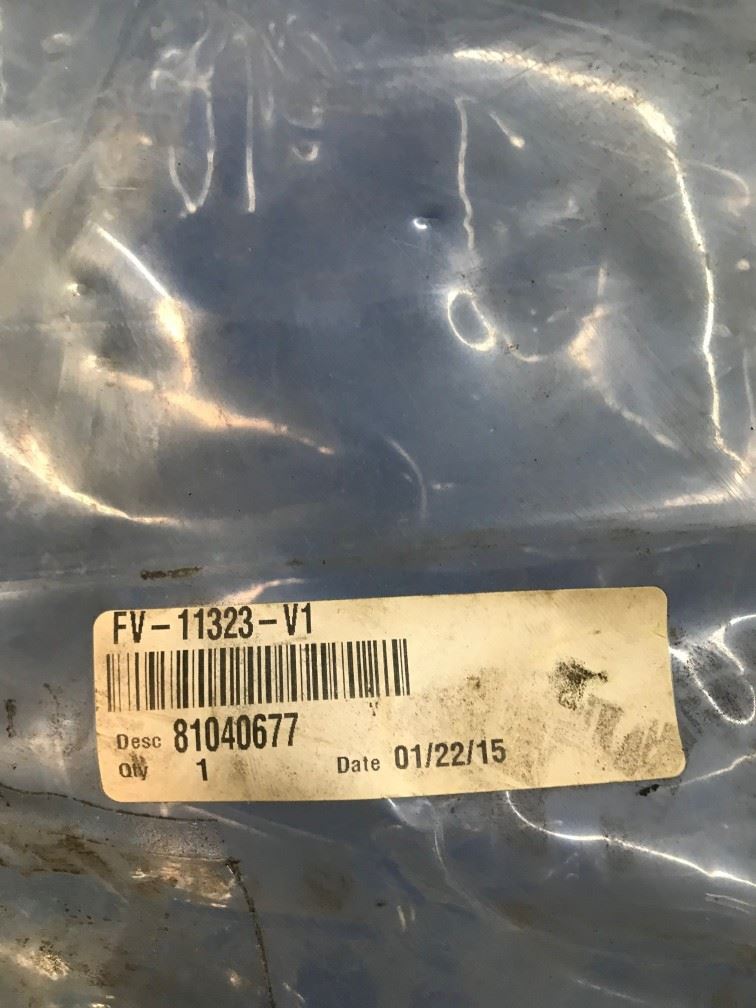 FV-11323-V1
Desc 81040677
Qty 1 Date 01/22/15